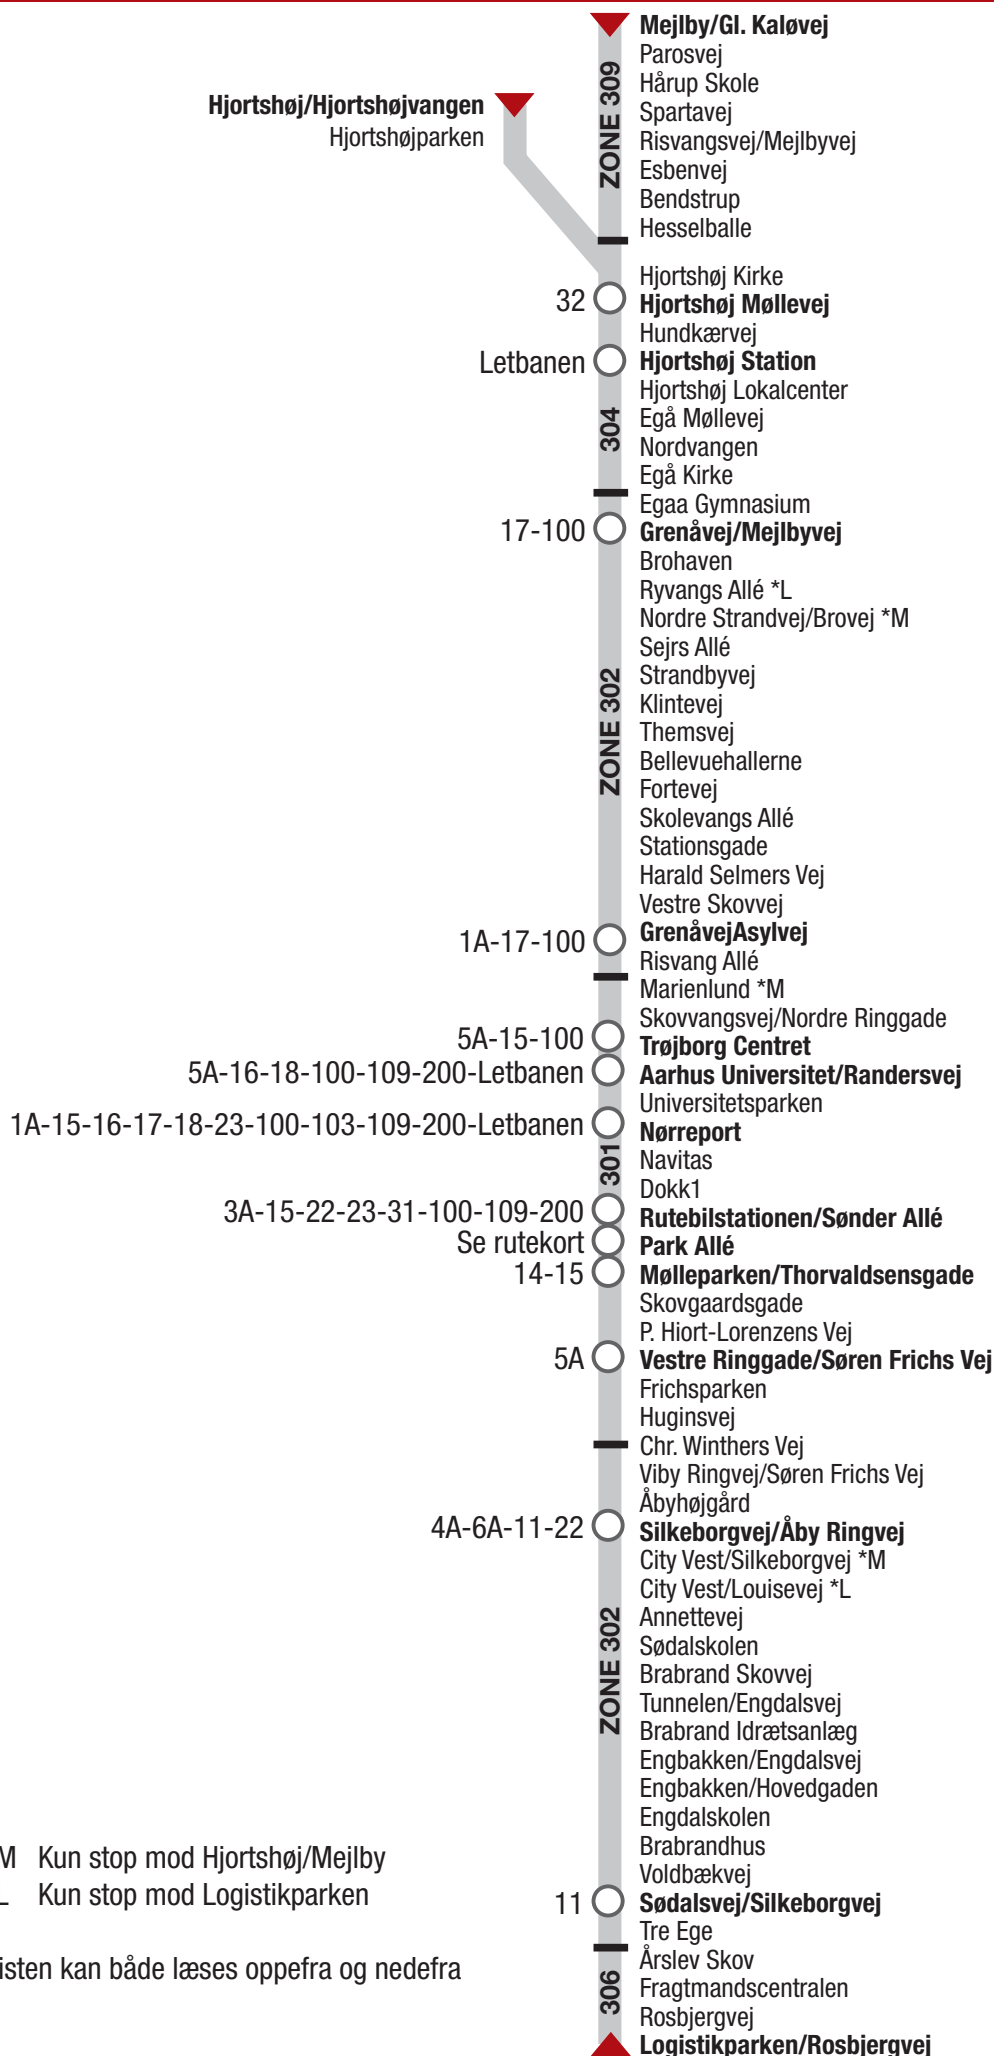 Mejlby/Gl. Kaløvej
Parosvej
Hårup Skole
Spartavej
Risvangsvej/Mejlbyvej
Esbenvej
Bendstrup
Hesselballe
ZONE 309
Hjortshøj/Hjortshøjvangen
Hjortshøjparken
Hjortshøj Kirke
32 Hjortshøj Møllevej
Hundkærvej
Letbanen Hjortshøj Station
Hjortshøj Lokalcenter
Egå Møllevej
304
Nordvangen
Egå Kirke
Egaa Gymnasium
17-100 Grenåvej/Mejlbyvej
Brohaven
Ryvangs Allé *L
Nordre Strandvej/Brovej *M
Sejrs Allé
Strandbyvej
Klintevej
ZONE 302
Themsvej
Bellevuehallerne
Fortevej
Skolevangs Allé
Stationsgade
Harald Selmers Vej
Vestre Skovvej
1A-17-100 GrenåvejAsylvej
Risvang Allé
Marienlund *M
Skovvangsvej/Nordre Ringgade
5A-15-100 Trøjborg Centret
5A-16-18-100-109-200-Letbanen Aarhus Universitet/Randersvej
Universitetsparken
1A-15-16-17-18-23-100-103-109-200-Letbanen Nørreport
301
Navitas
Dokk1
3A-15-22-23-31-100-109-200 Rutebilstationen/Sønder Allé
Se rutekort Park Allé
14-15 Mølleparken/Thorvaldsensgade
Skovgaardsgade
P. Hiort-Lorenzens Vej
5A Vestre Ringgade/Søren Frichs Vej
Frichsparken
Huginsvej
Chr. Winthers Vej
Viby Ringvej/Søren Frichs Vej
Åbyhøjgård
4A-6A-11-22 Silkeborgvej/Åby Ringvej
City Vest/Silkeborgvej *M
City Vest/Louisevej *L
Annettevej
Sødalskolen
ZONE 302
Brabrand Skovvej
Tunnelen/Engdalsvej
Brabrand Idrætsanlæg
Engbakken/Engdalsvej
Engbakken/Hovedgaden
Engdalskolen
Brabrandhus
Voldbækvej
11 Sødalsvej/Silkeborgvej
Tre Ege
Årslev Skov
306
Fragtmandscentralen
Rosbjergvej
Logistikparken/Rosbjergvej
M Kun stop mod Hjortshøj/Mejlby
L Kun stop mod Logistikparken
isten kan både læses oppefra og nedefra